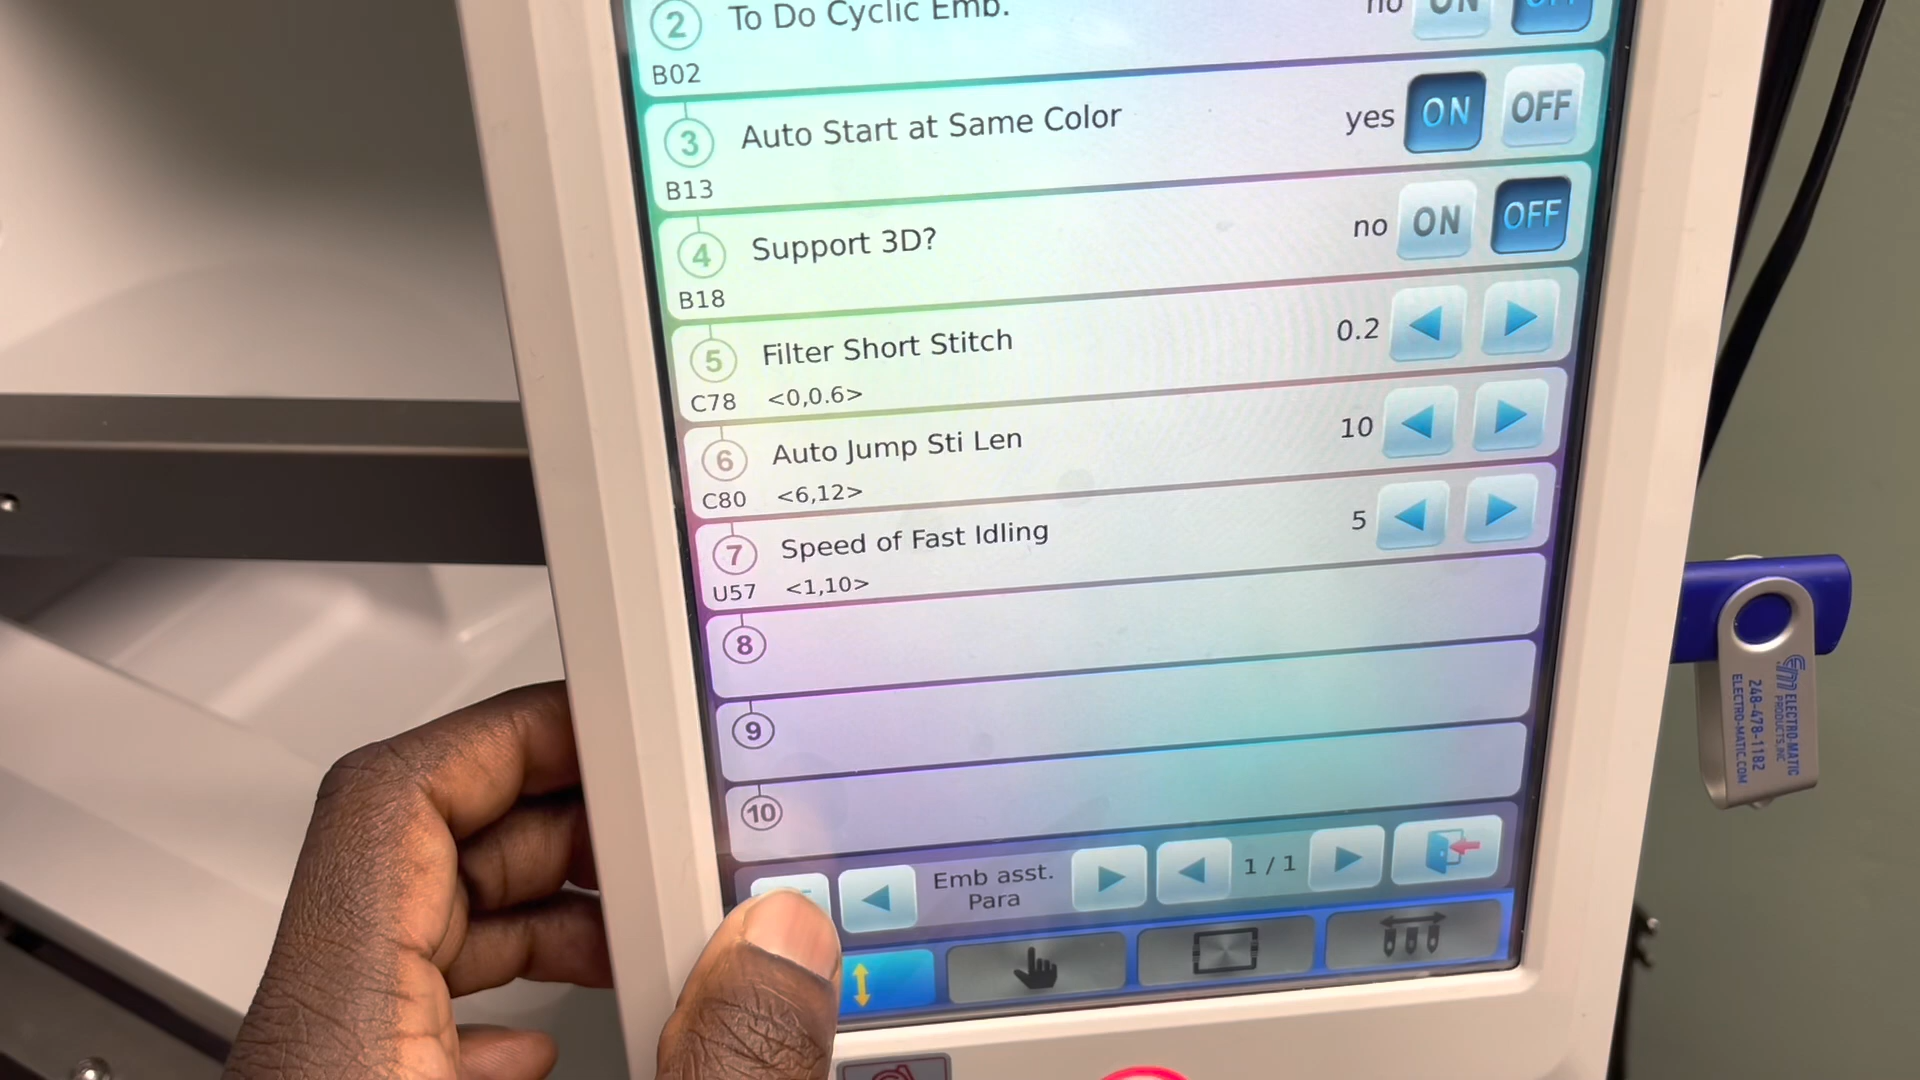 2 To Do Cyclic Emb. no ON OFF
B02
3 Auto Start at Same Color yes ON OFF
B13
4 Support 3D? no ON OFF
B18
5 Filter Short Stitch 0.2
C78 <0,0.6>
6 Auto Jump Sti Len 10
C80 <6,12>
7 Speed of Fast Idling 5
U57 <1,10>
8
9
10
Emb asst.
Para
1/1
ELECTRO-MATIC
PRODUCTS, INC
248-478-1182
ELECTRO-MATIC.COM